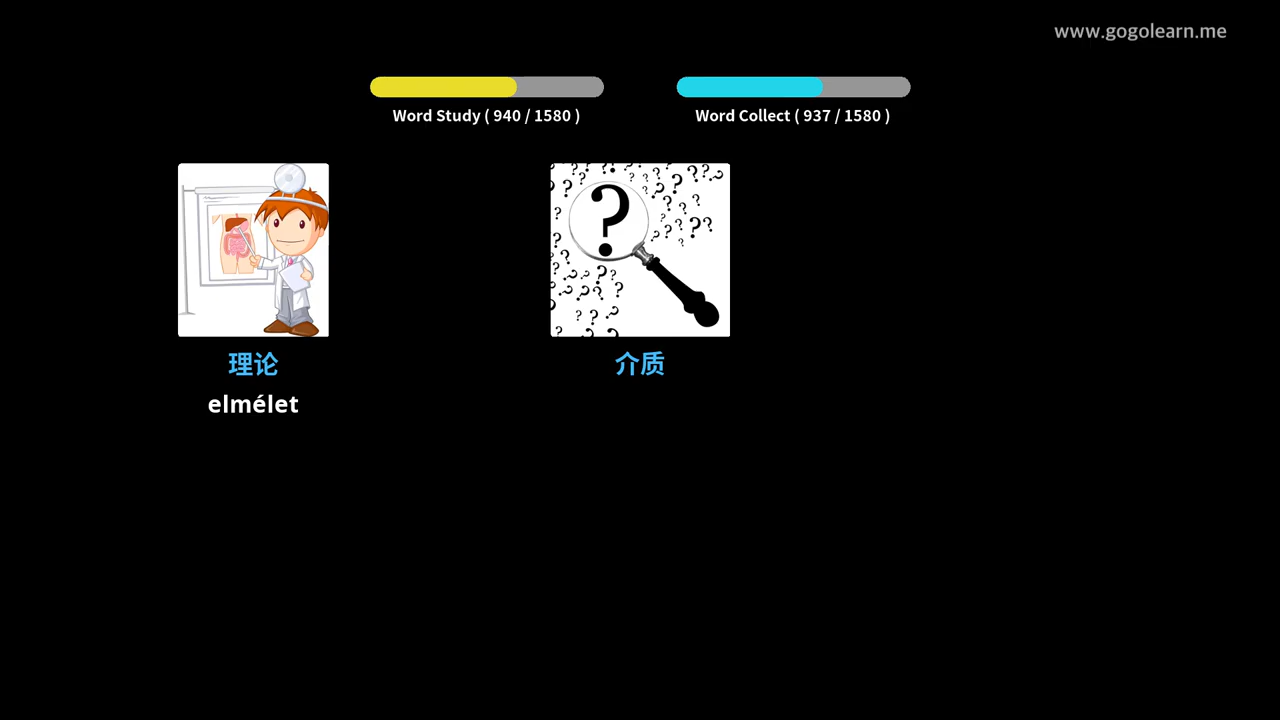 www.gogolearn.me
Word Study ( 940 / 1580 )
Word Collect ( 937 / 1580 )
理论
介质
elmélet